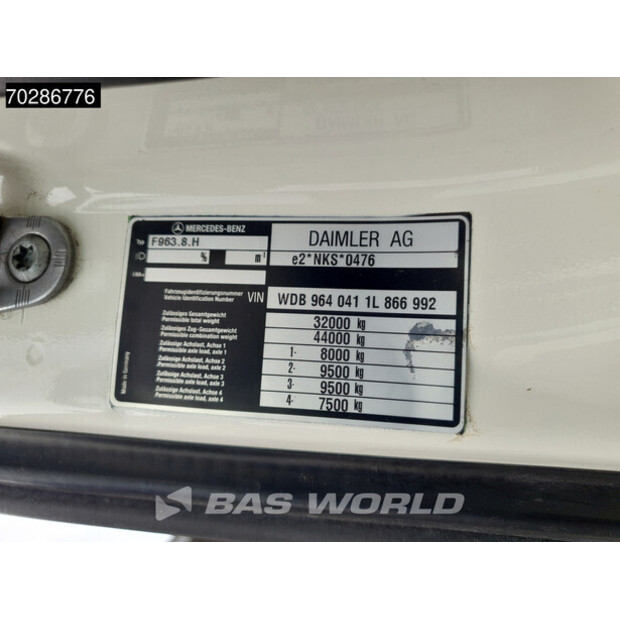 70286776
MERCEDES-BENZ
Typ F963.8.H
% m⁻¹
DAIMLER AG
e2*NKS*0476
Fahrzeugidentifizierungsnummer
Vehicle Identification Number
VIN WDB 964 041 1L 866 992
Zulässiges Gesamtgewicht
Permissible total weight
32000 kg
Zulässiges Zug-Gesamtgewicht
Permissible combination weight
44000 kg
Zulässige Achslast, Achse 1
Permissible axle load, axle 1
1- 8000 kg
Zulässige Achslast, Achse 2
Permissible axle load, axle 2
2- 9500 kg
Zulässige Achslast, Achse 3
Permissible axle load, axle 3
3- 9500 kg
Zulässige Achslast, Achse 4
Permissible axle load, axle 4
4- 7500 kg
Made in Germany
BAS WORLD